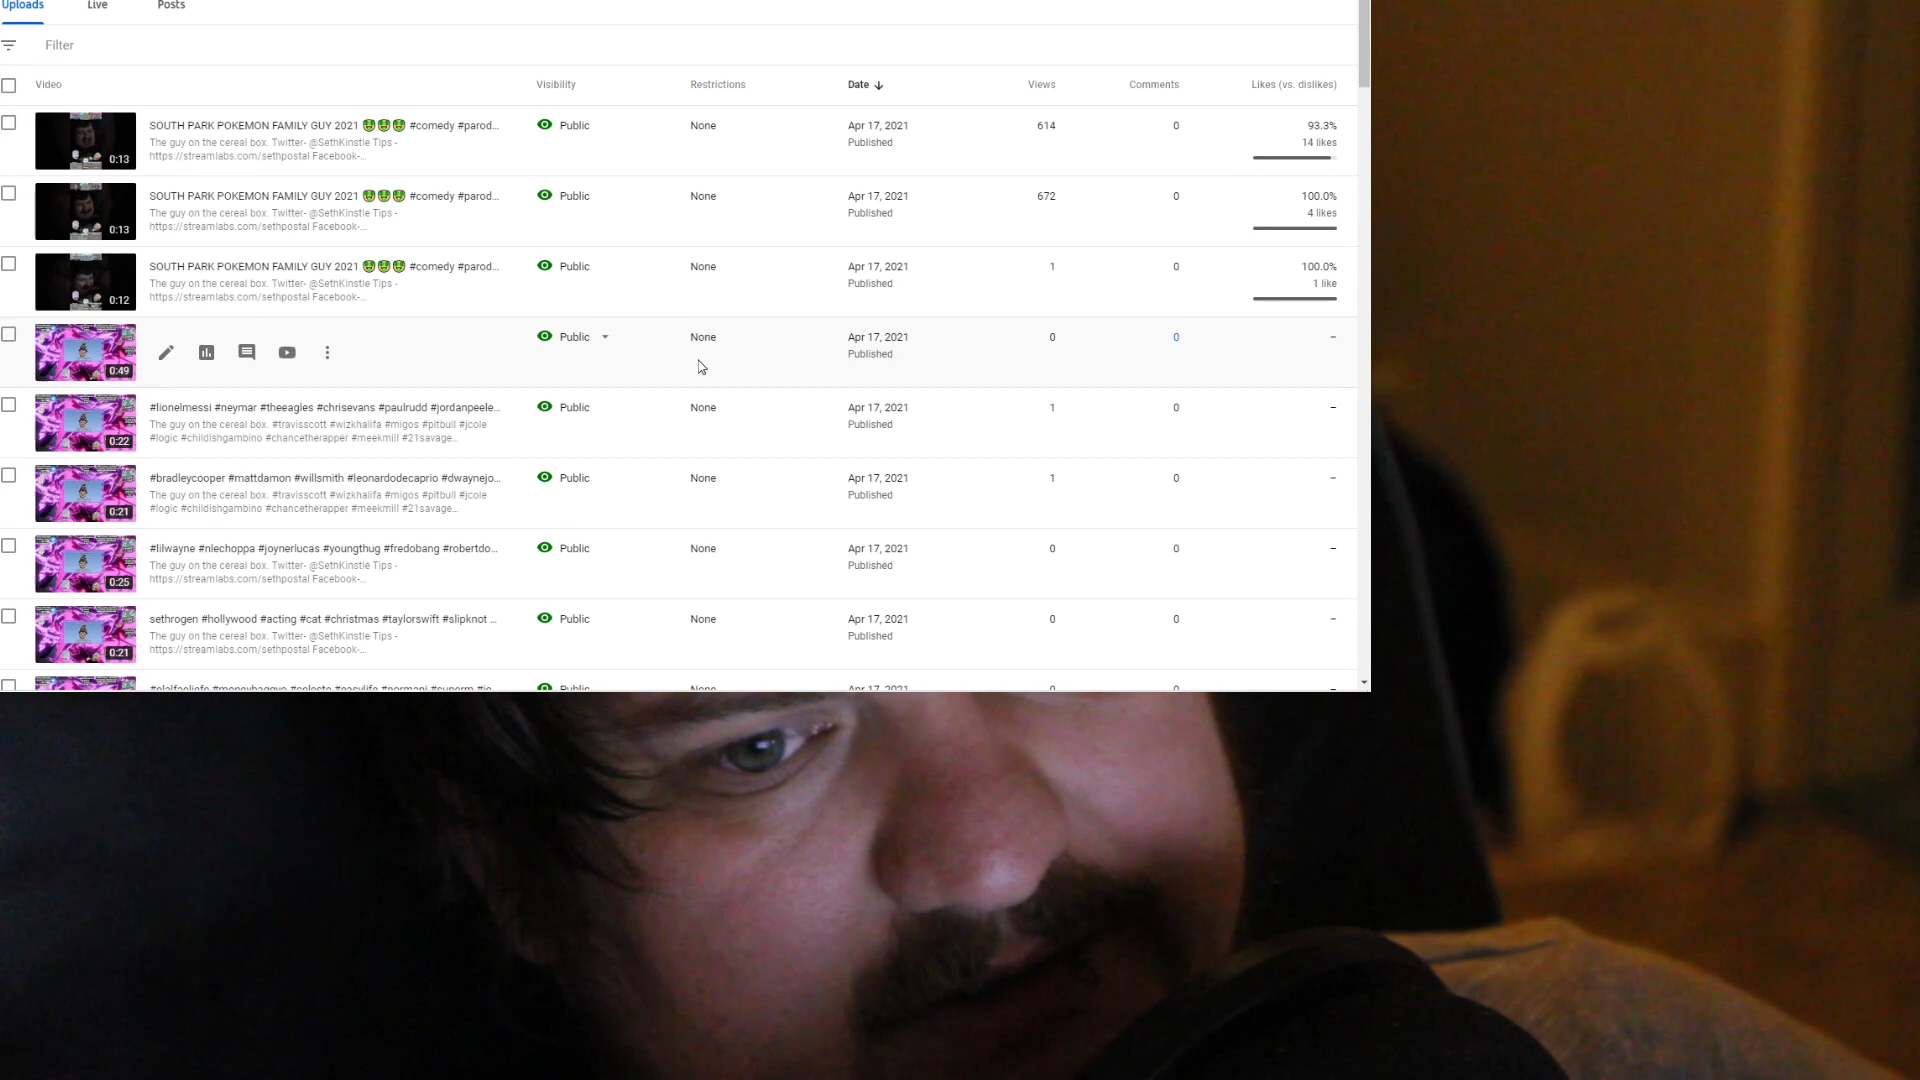 Uploads Live Posts
Filter
Video Visibility Restrictions Date Views Comments Likes (vs. dislikes)
SOUTH PARK POKEMON FAMILY GUY 2021 🤑🤑🤑 #comedy #parod... Public None Apr 17, 2021 614 0 93.3%
The guy on the cereal box. Twitter- @SethKinstle Tips - Published 14 likes
https://streamlabs.com/sethpostal Facebook-...
0:13
SOUTH PARK POKEMON FAMILY GUY 2021 🤑🤑🤑 #comedy #parod... Public None Apr 17, 2021 672 0 100.0%
The guy on the cereal box. Twitter- @SethKinstle Tips - Published 4 likes
https://streamlabs.com/sethpostal Facebook-...
0:13
SOUTH PARK POKEMON FAMILY GUY 2021 🤑🤑🤑 #comedy #parod... Public None Apr 17, 2021 1 0 100.0%
The guy on the cereal box. Twitter- @SethKinstle Tips - Published 1 like
https://streamlabs.com/sethpostal Facebook-...
0:12
Public None Apr 17, 2021 0 0 –
Published
0:49
#lionelmessi #neymar #theeagles #chrisevans #paulrudd #jordanpeele... Public None Apr 17, 2021 1 0 –
The guy on the cereal box. #travisscott #wizkhalifa #migos #pitbull #jcole Published
#logic #childishgambino #chancetherapper #meekmill #21savage...
0:22
#bradleycooper #mattdamon #willsmith #leonardodecaprio #dwaynejo... Public None Apr 17, 2021 1 0 –
The guy on the cereal box. #travisscott #wizkhalifa #migos #pitbull #jcole Published
#logic #childishgambino #chancetherapper #meekmill #21savage...
0:21
#lilwayne #nlechoppa #joynerlucas #youngthug #fredobang #robertdo... Public None Apr 17, 2021 0 0 –
The guy on the cereal box. Twitter- @SethKinstle Tips - Published
https://streamlabs.com/sethpostal Facebook-...
0:25
sethrogen #hollywood #acting #cat #christmas #taylorswift #slipknot ... Public None Apr 17, 2021 0 0 –
The guy on the cereal box. Twitter- @SethKinstle Tips - Published
https://streamlabs.com/sethpostal Facebook-...
0:21
Public None Apr 17, 2021 0 0 –